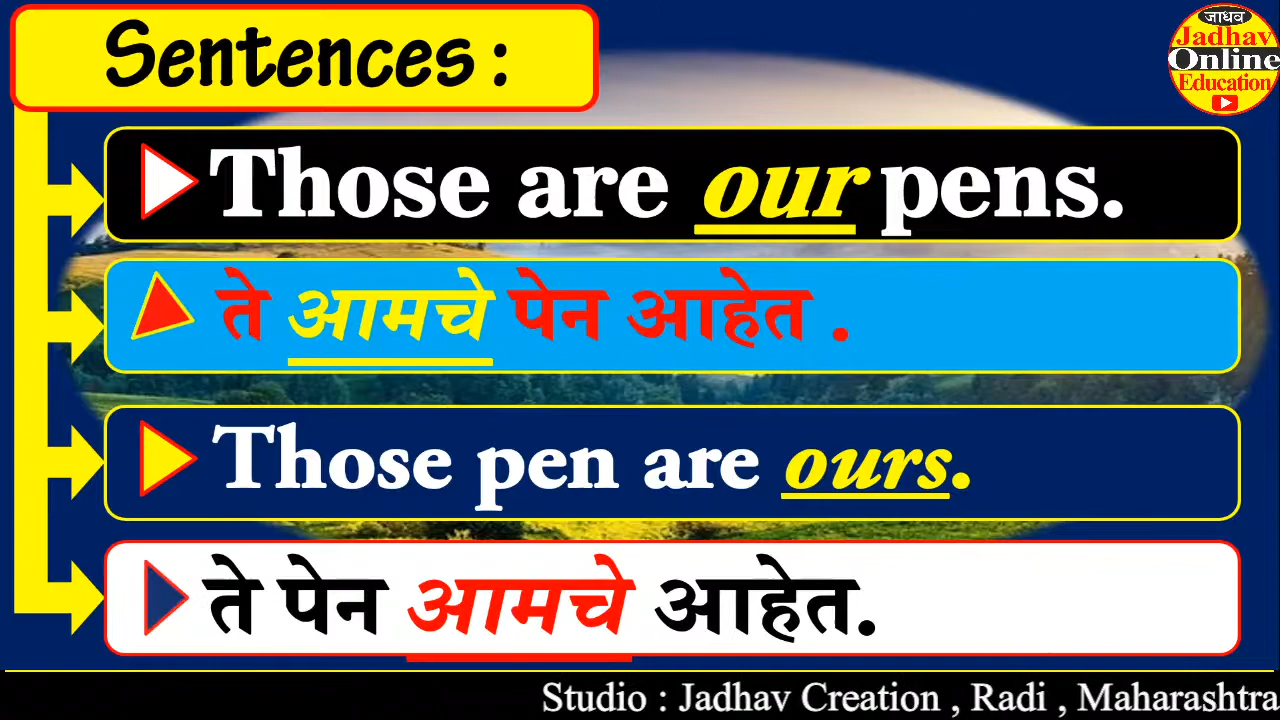 Sentences :
जाधव
Jadhav
Online
Education
Those are our pens.
ते आमचे पेन आहेत .
Those pen are ours.
ते पेन आमचे आहेत.
Studio : Jadhav Creation , Radi , Maharashtra